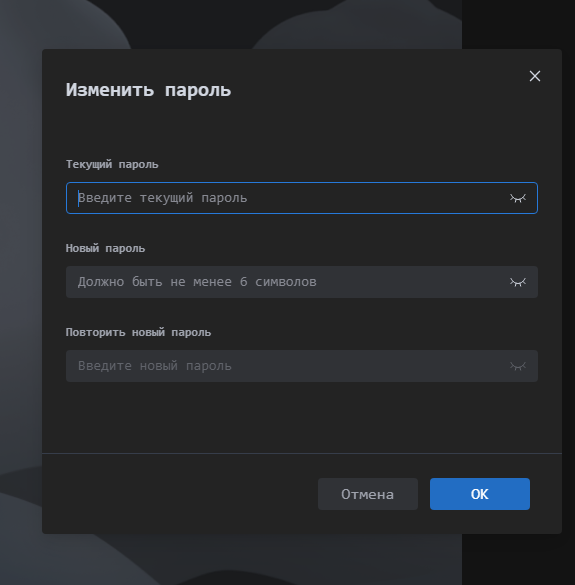 Изменить пароль
Текущий пароль
Введите текущий пароль
Новый пароль
Должно быть не менее 6 символов
Повторить новый пароль
Введите новый пароль
Отмена
OK